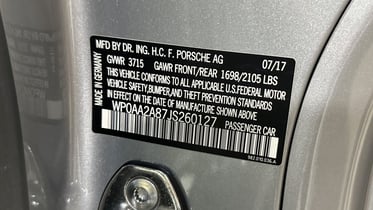 MFD BY DR. ING. H.C. F. PORSCHE AG 07/17
GVWR 3715 GAWR FRONT/REAR 1698/2105 LBS
THIS VEHICLE CONFORMS TO ALL APPLICABLE U.S. FEDERAL MOTOR
VEHICLE SAFETY, BUMPER, AND THEFT PREVENTION STANDARDS IN EFFECT
ON THE DATE OF MANUFACTURE SHOWN ABOVE.
WP0AA2A87JS260127 PASSENGER CAR
MADE IN GERMANY